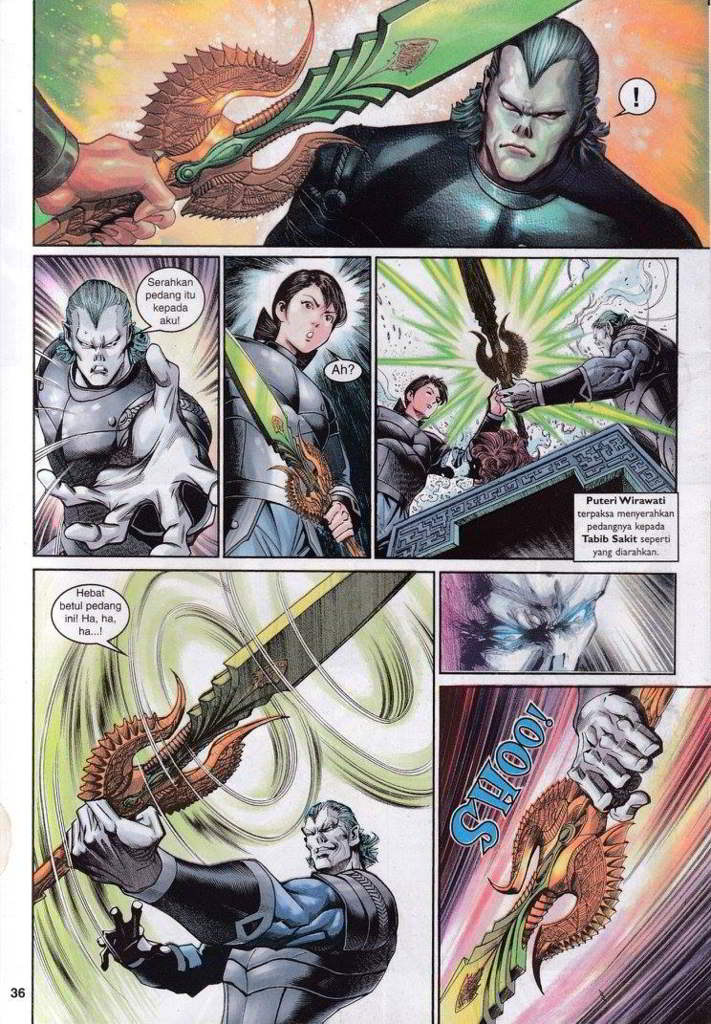 !
Serahkan
pedang itu
kepada
aku!
Ah?
Puteri Wirawati
terpaksa menyerahkan
pedangnya kepada
Tabib Sakit seperti
yang diarahkan.
Hebat
betul pedang
ini! Ha, ha,
ha...!
SHOO!
36